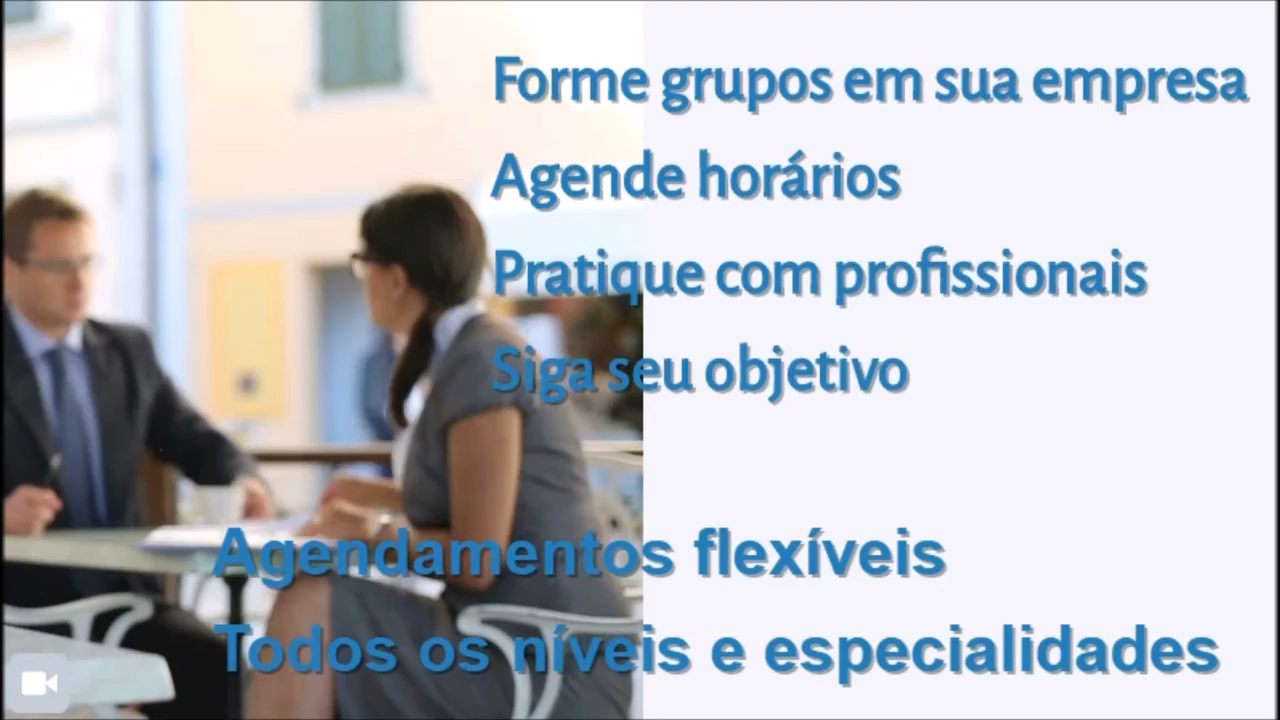 Forme grupos em sua empresa
Agende horários
Pratique com profissionais
Siga seu objetivo
Agendamentos flexíveis
Todos os níveis e especialidades